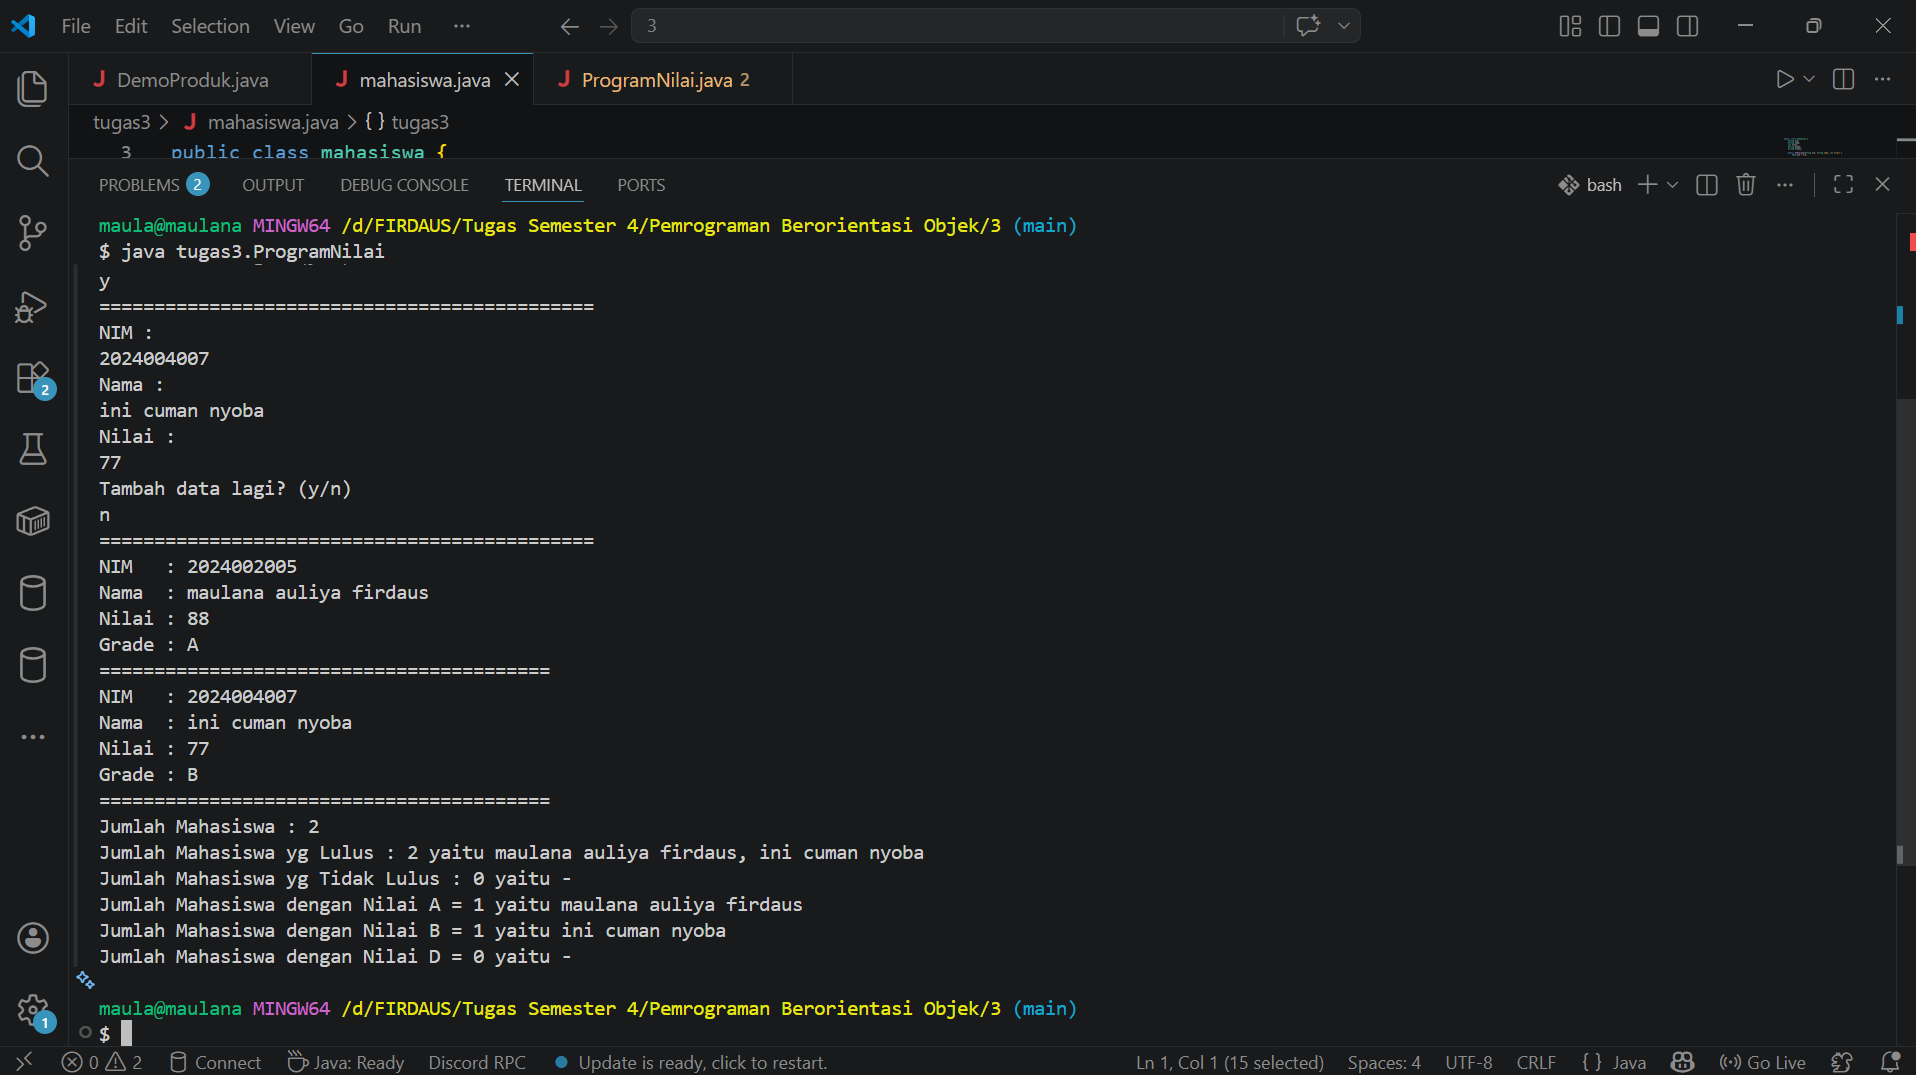 File Edit Selection View Go Run ··· 3
DemoProduk.java mahasiswa.java ProgramNilai.java 2
tugas3 > mahasiswa.java > {} tugas3
3 public class mahasiswa {
PROBLEMS 2 OUTPUT DEBUG CONSOLE TERMINAL PORTS bash
maula@maulana MINGW64 /d/FIRDAUS/Tugas Semester 4/Pemrograman Berorientasi Objek/3 (main)
$ java tugas3.ProgramNilai
y
=============================================
NIM :
2024004007
Nama :
ini cuman nyoba
Nilai :
77
Tambah data lagi? (y/n)
n
=============================================
NIM   : 2024002005
Nama  : maulana auliya firdaus
Nilai : 88
Grade : A
=========================================
NIM   : 2024004007
Nama  : ini cuman nyoba
Nilai : 77
Grade : B
=========================================
Jumlah Mahasiswa : 2
Jumlah Mahasiswa yg Lulus : 2 yaitu maulana auliya firdaus, ini cuman nyoba
Jumlah Mahasiswa yg Tidak Lulus : 0 yaitu -
Jumlah Mahasiswa dengan Nilai A = 1 yaitu maulana auliya firdaus
Jumlah Mahasiswa dengan Nilai B = 1 yaitu ini cuman nyoba
Jumlah Mahasiswa dengan Nilai D = 0 yaitu -
maula@maulana MINGW64 /d/FIRDAUS/Tugas Semester 4/Pemrograman Berorientasi Objek/3 (main)
$
2
1
0 2 Connect Java: Ready Discord RPC Update is ready, click to restart. Ln 1, Col 1 (15 selected) Spaces: 4 UTF-8 CRLF {} Java Go Live